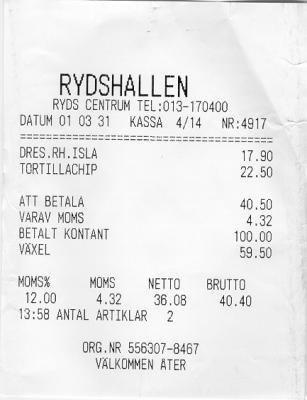 RYDSHALLEN
RYDS CENTRUM TEL:013-170400
DATUM 01 03 31 KASSA 4/14 NR:4917
DRES.RH.ISLA 17.90
TORTILLACHIP 22.50
ATT BETALA 40.50
VARAV MOMS 4.32
BETALT KONTANT 100.00
VÄXEL 59.50
MOMS% MOMS NETTO BRUTTO
12.00 4.32 36.08 40.40
13:58 ANTAL ARTIKLAR 2
ORG.NR 556307-8467
VÄLKOMMEN ÅTER